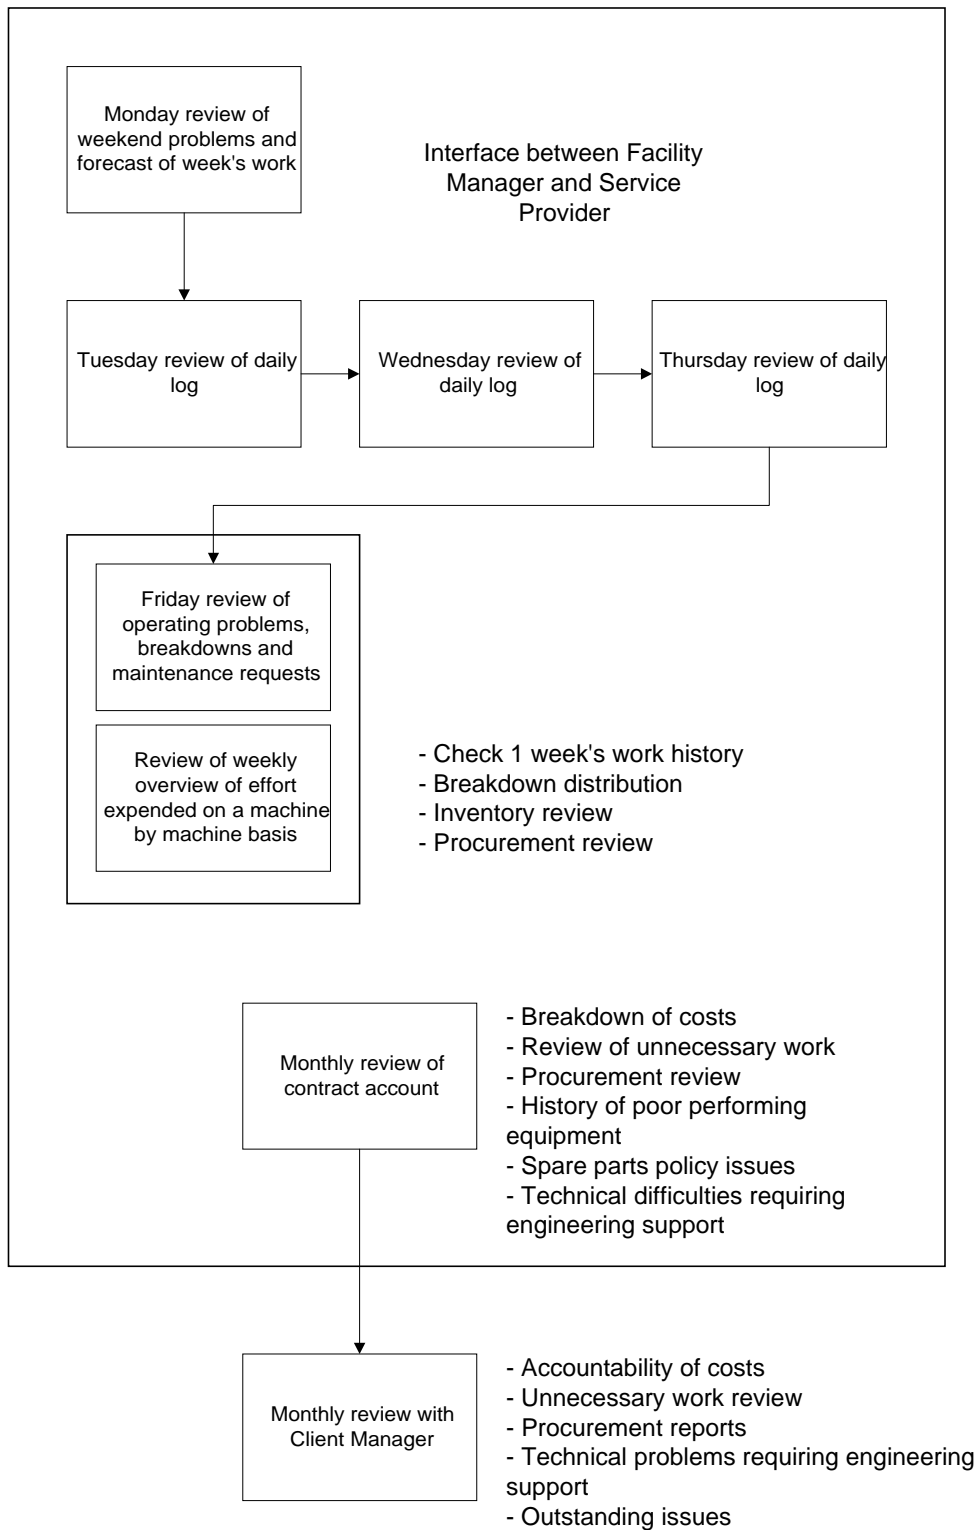 Monday review of
weekend problems and
forecast of week's work
Interface between Facility
Manager and Service
Provider
Tuesday review of daily
log
Wednesday review of
daily log
Thursday review of daily
log
Friday review of
operating problems,
breakdowns and
maintenance requests
Review of weekly
overview of effort
expended on a machine
by machine basis
- Check 1 week's work history
- Breakdown distribution
- Inventory review
- Procurement review
Monthly review of
contract account
- Breakdown of costs
- Review of unnecessary work
- Procurement review
- History of poor performing
equipment
- Spare parts policy issues
- Technical difficulties requiring
engineering support
Monthly review with
Client Manager
- Accountability of costs
- Unnecessary work review
- Procurement reports
- Technical problems requiring engineering
support
- Outstanding issues